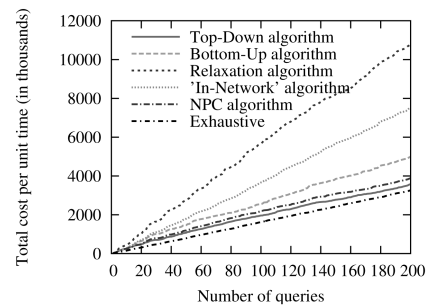 Total cost per unit time (in thousands)
12000
10000
8000
6000
4000
2000
0
Top-Down algorithm
Bottom-Up algorithm
Relaxation algorithm
'In-Network' algorithm
NPC algorithm
Exhaustive
0 20 40 60 80 100 120 140 160 180 200
Number of queries